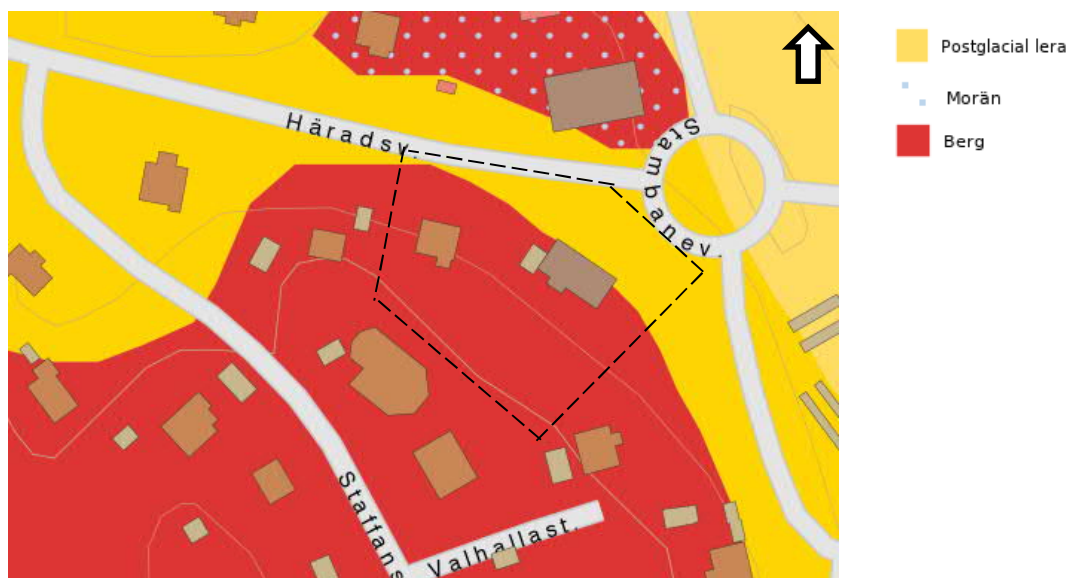 Häradsv.
Stambanev.
Staffans
Valhallast.
Postglacial lera
Morän
Berg